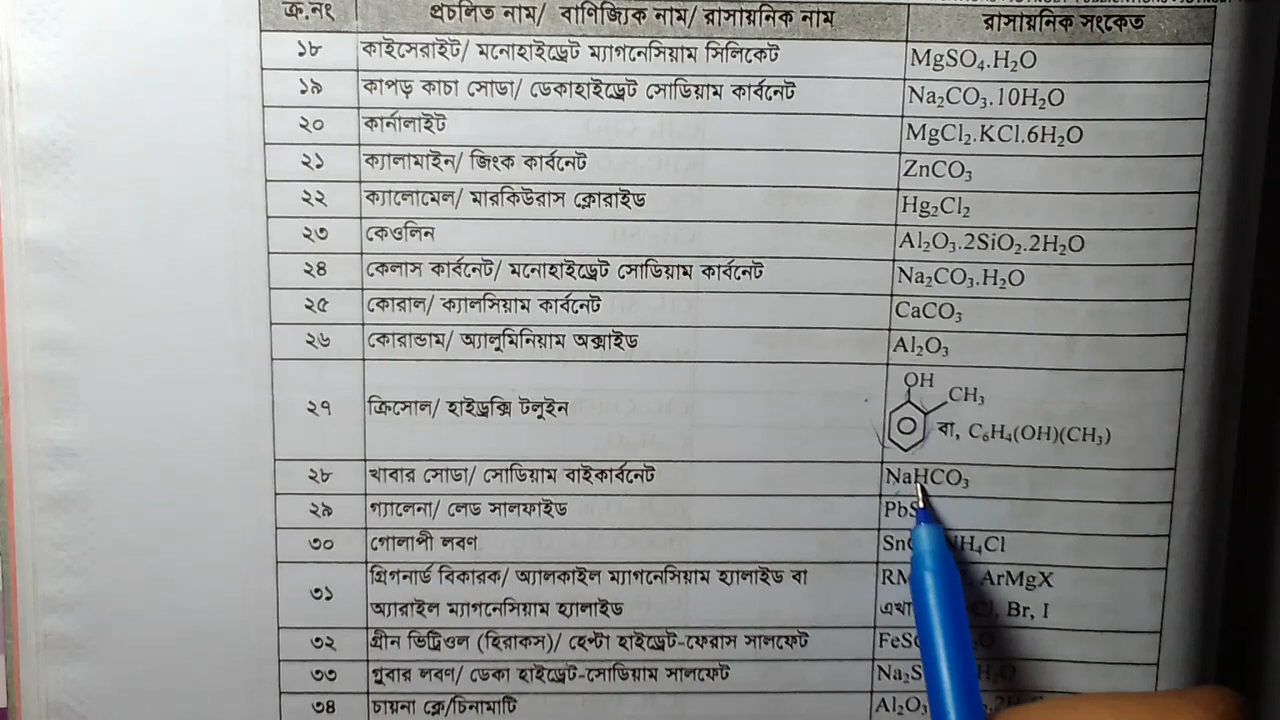 ক্র.নং প্রচলিত নাম/ বাণিজ্যিক নাম/ রাসায়নিক নাম রাসায়নিক সংকেত
১৮ কাইসেরাইট/ মনোহাইড্রেট ম্যাগনেসিয়াম সিলিকেট MgSO₄.H₂O
১৯ কাপড় কাচা সোডা/ ডেকাহাইড্রেট সোডিয়াম কার্বনেট Na₂CO₃.10H₂O
২০ কার্নালাইট MgCl₂.KCl.6H₂O
২১ ক্যালামাইন/ জিংক কার্বনেট ZnCO₃
২২ ক্যালোমেল/ মারকিউরাস ক্লোরাইড Hg₂Cl₂
২৩ কেওলিন Al₂O₃.2SiO₂.2H₂O
২৪ কেলাস কার্বনেট/ মনোহাইড্রেট সোডিয়াম কার্বনেট Na₂CO₃.H₂O
২৫ কোরাল/ ক্যালসিয়াম কার্বনেট CaCO₃
২৬ কোরান্ডাম/ অ্যালুমিনিয়াম অক্সাইড Al₂O₃
OH
CH₃
২৭ ক্রিসোল/ হাইড্রক্সি টলুইন বা, C₆H₄(OH)(CH₃)
২৮ খাবার সোডা/ সোডিয়াম বাইকার্বনেট NaHCO₃
২৯ গ্যালেনা/ লেড সালফাইড PbS
৩০ গোলাপী লবণ
৩১ গ্রিগনার্ড বিকারক/ অ্যালকাইল ম্যাগনেসিয়াম হ্যালাইড বা ArMgX
অ্যারাইল ম্যাগনেসিয়াম হ্যালাইড Br, I
৩২ গ্রীন ভিট্রিওল (হিরাকস)/ হেপ্টা হাইড্রেট-ফেরাস সালফেট
৩৩ গ্লুবার লবণ/ ডেকা হাইড্রেট-সোডিয়াম সালফেট
৩৪ চায়না ক্লে/চিনামাটি Al₂O₃